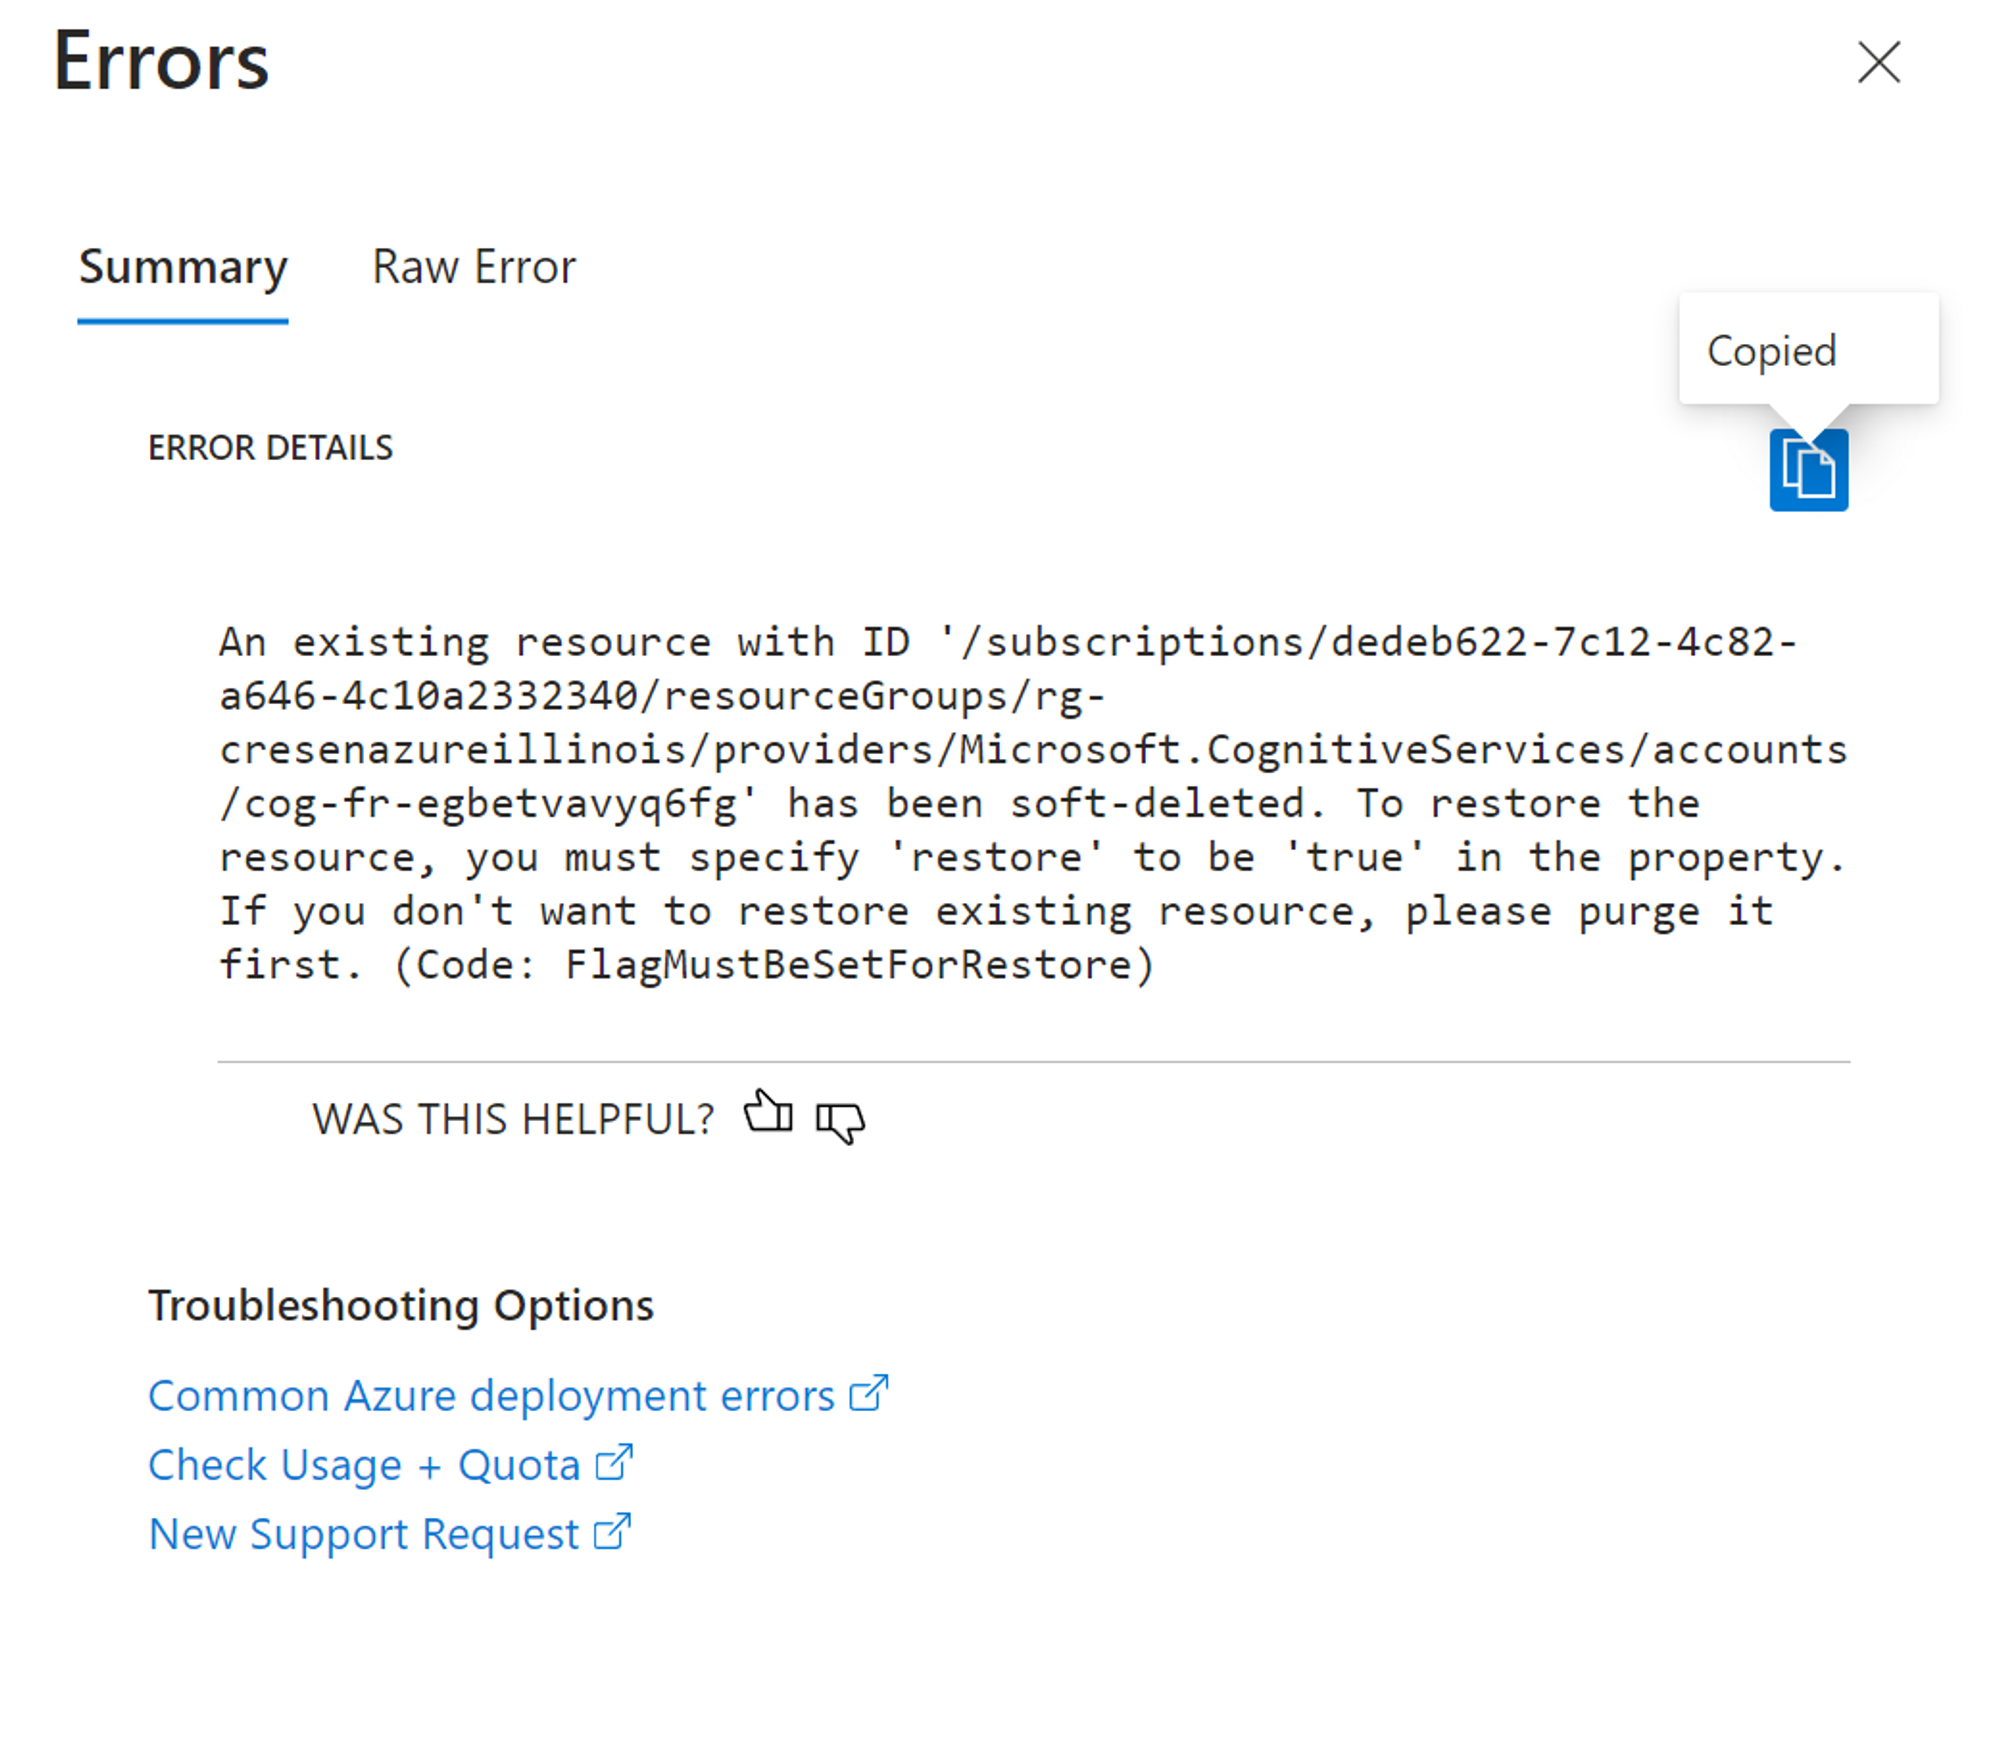 Errors
Summary
Raw Error
Copied
ERROR DETAILS
An existing resource with ID '/subscriptions/dedeb622-7c12-4c82-
a646-4c10a2332340/resourceGroups/rg-
cresenazureillinois/providers/Microsoft.CognitiveServices/accounts
/cog-fr-egbetvavyq6fg' has been soft-deleted. To restore the
resource, you must specify 'restore' to be 'true' in the property.
If you don't want to restore existing resource, please purge it
first. (Code: FlagMustBeSetForRestore)
WAS THIS HELPFUL?
Troubleshooting Options
Common Azure deployment errors
Check Usage + Quota
New Support Request